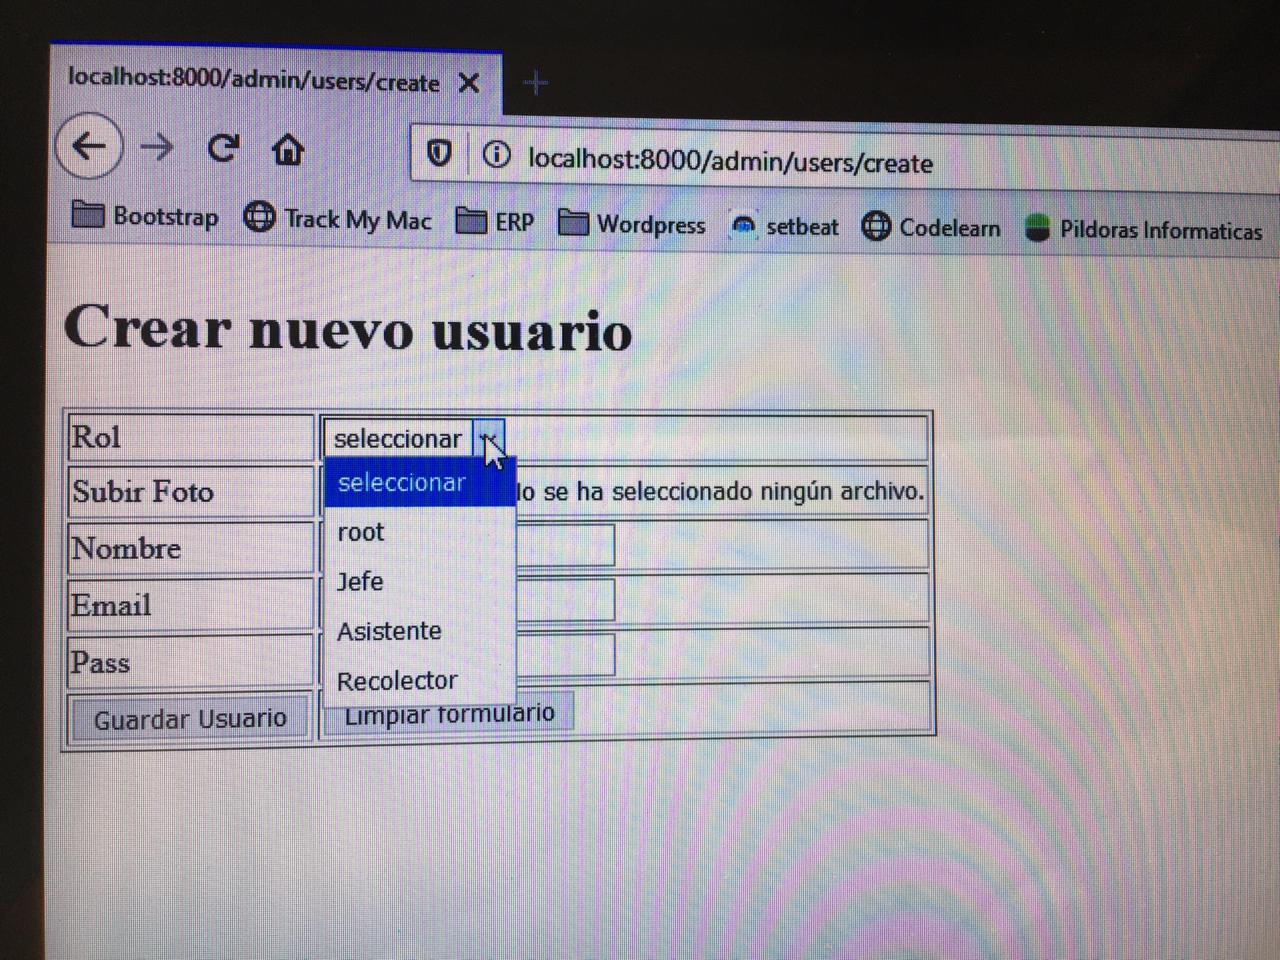 localhost:8000/admin/users/create
localhost:8000/admin/users/create
Bootstrap Track My Mac ERP Wordpress setbeat Codelearn Pildoras Informaticas
Crear nuevo usuario
Rol seleccionar
seleccionar
Subir Foto se ha seleccionado ningún archivo.
root
Nombre
Jefe
Email
Asistente
Pass
Recolector
Guardar Usuario Limpiar formulario